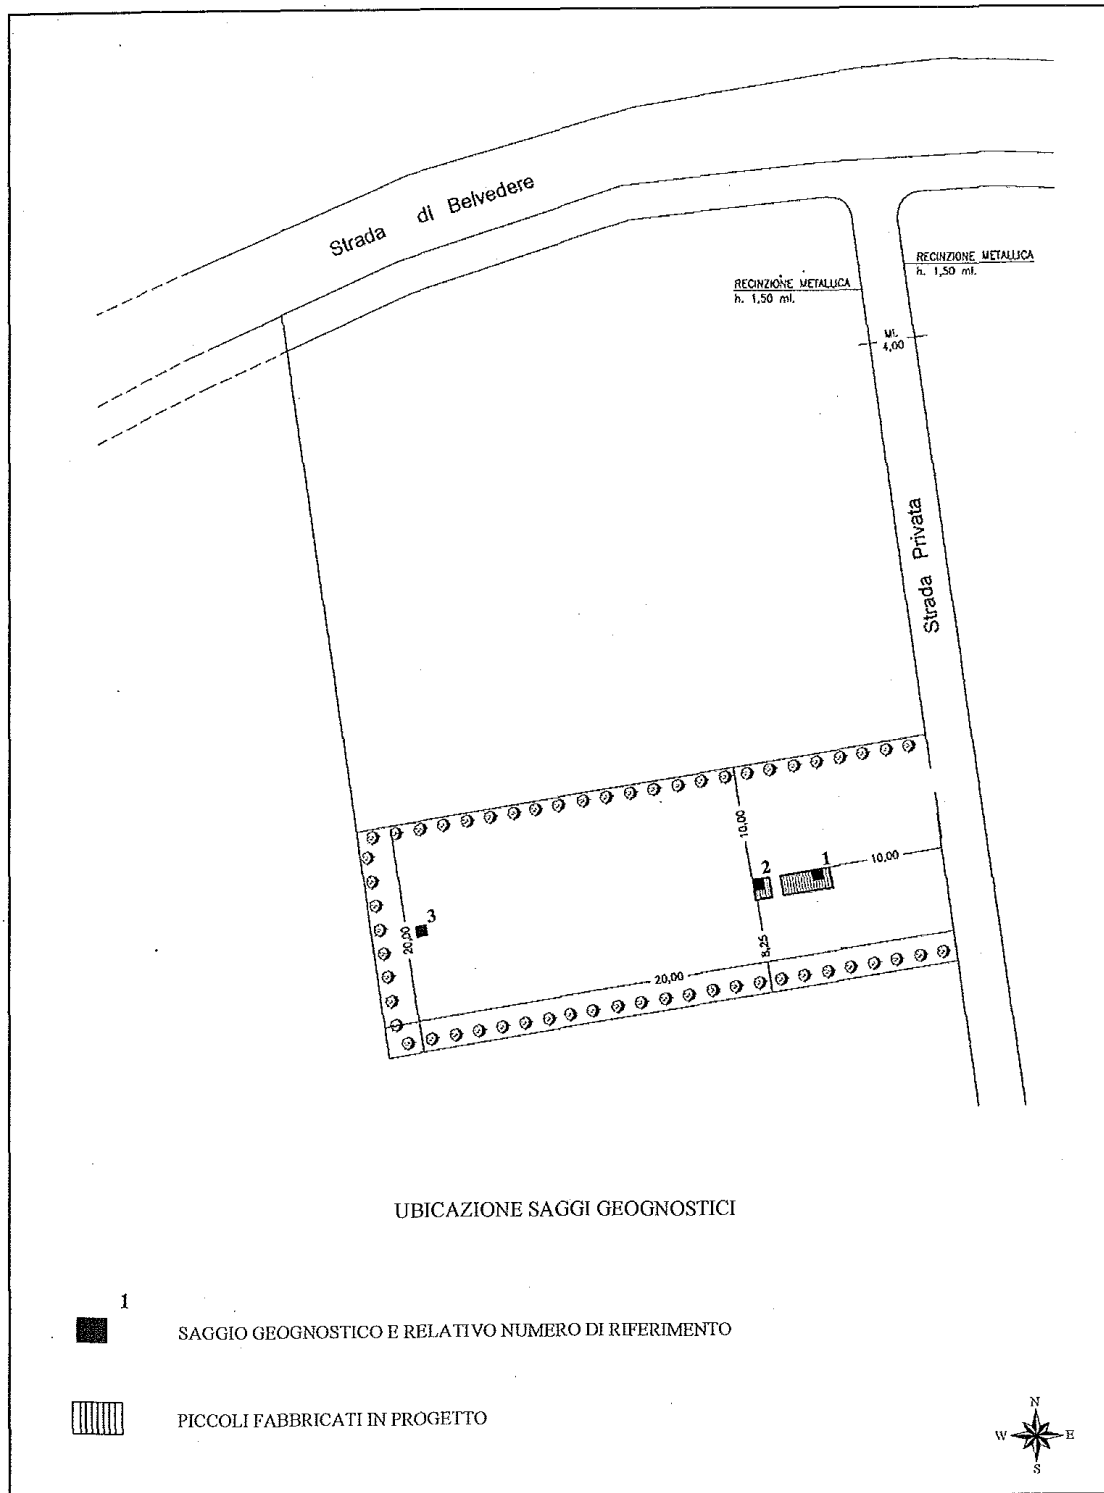 Strada di Belvedere
RECINZIONE METALLICA
h. 1,50 ml.
RECINZIONE METALLICA
h. 1,50 ml.
ML.
4,00
Strada Privata
10,00
2
1
10,00
3
20,00
8,25
20,00
UBICAZIONE SAGGI GEOGNOSTICI
1
SAGGIO GEOGNOSTICO E RELATIVO NUMERO DI RIFERIMENTO
PICCOLI FABBRICATI IN PROGETTO
N
W E
S